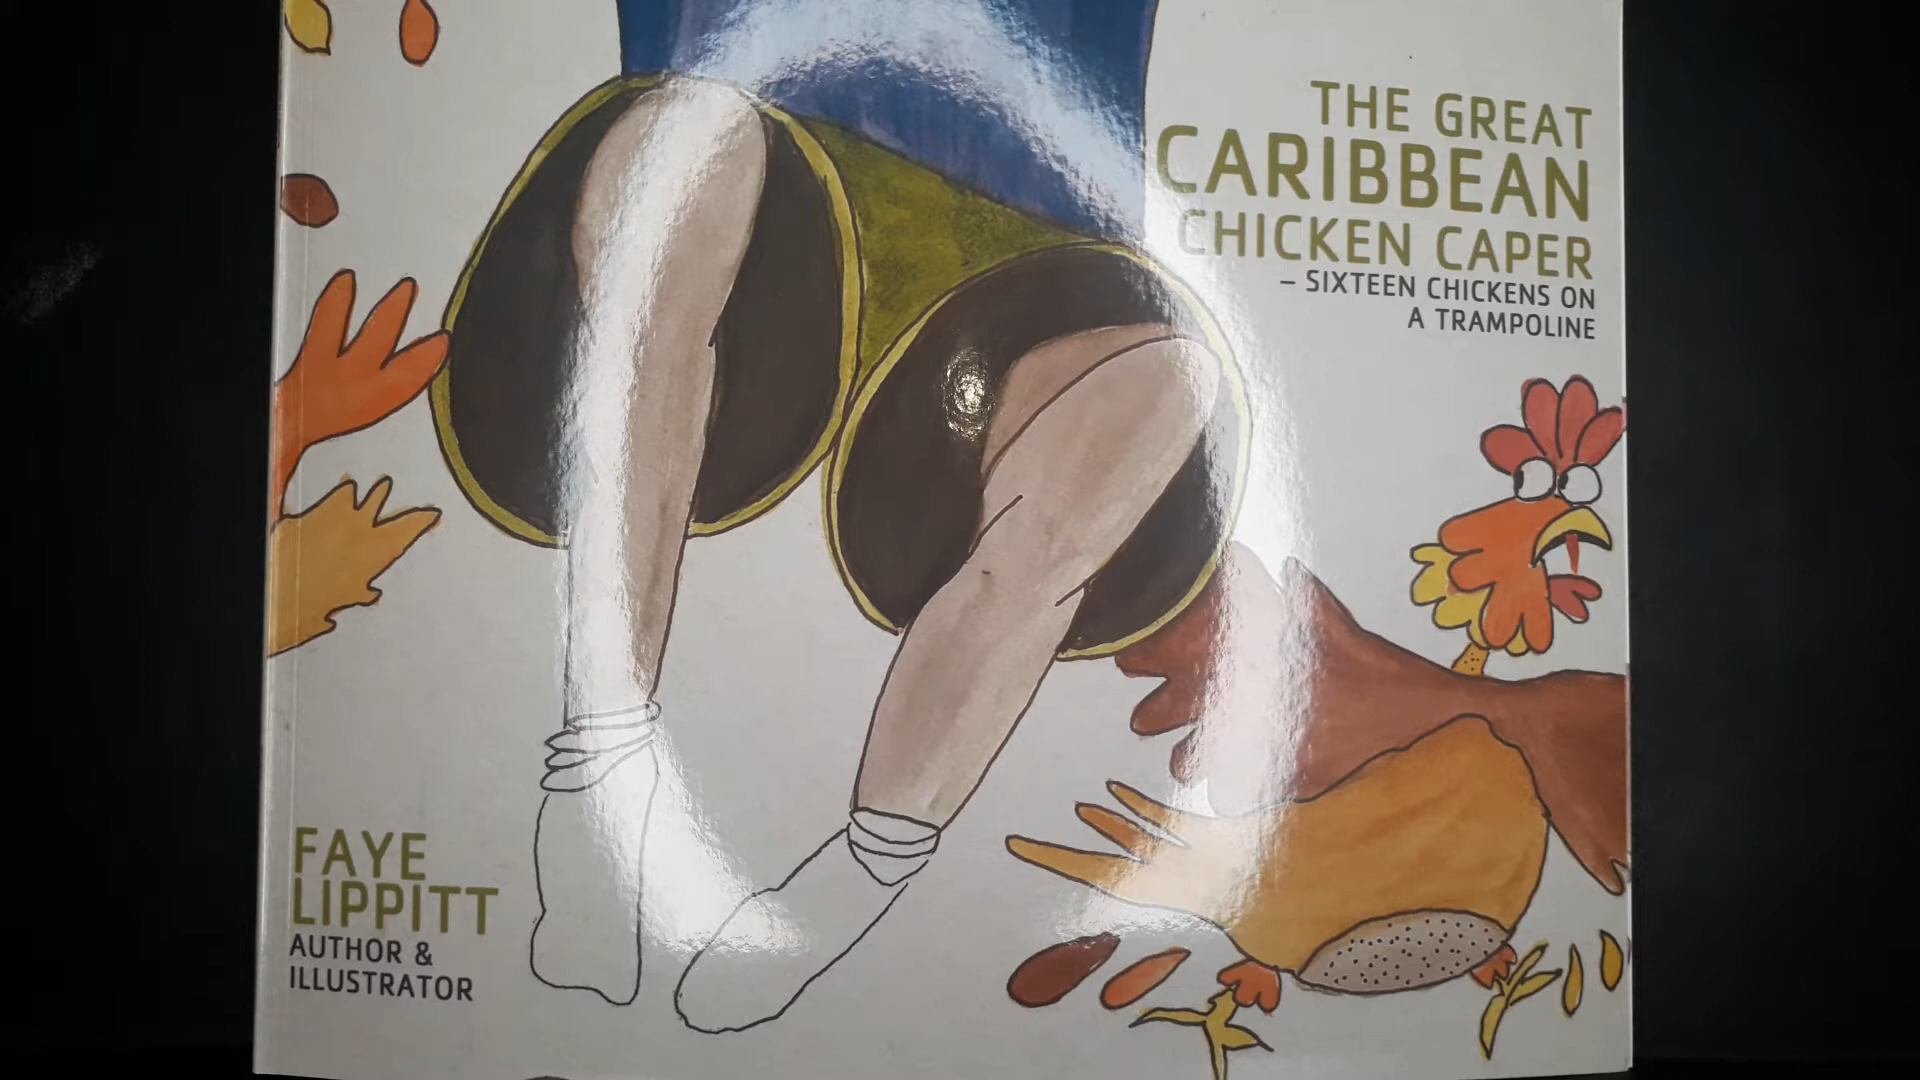 THE GREAT
CARIBBEAN
CHICKEN CAPER
– SIXTEEN CHICKENS ON
A TRAMPOLINE
FAYE
LIPPITT
AUTHOR &
ILLUSTRATOR